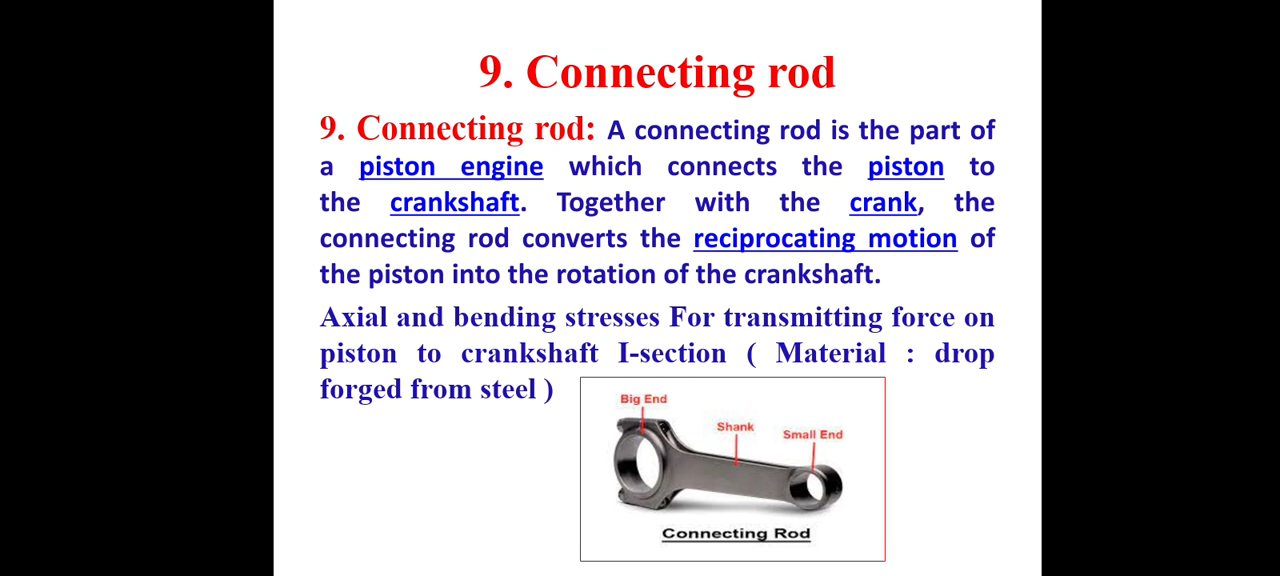 9. Connecting rod
9. Connecting rod: A connecting rod is the part of
a piston engine which connects the piston to
the crankshaft. Together with the crank, the
connecting rod converts the reciprocating motion of
the piston into the rotation of the crankshaft.
Axial and bending stresses For transmitting force on
piston to crankshaft I-section ( Material : drop
forged from steel )
Big End
Shank
Small End
Connecting Rod